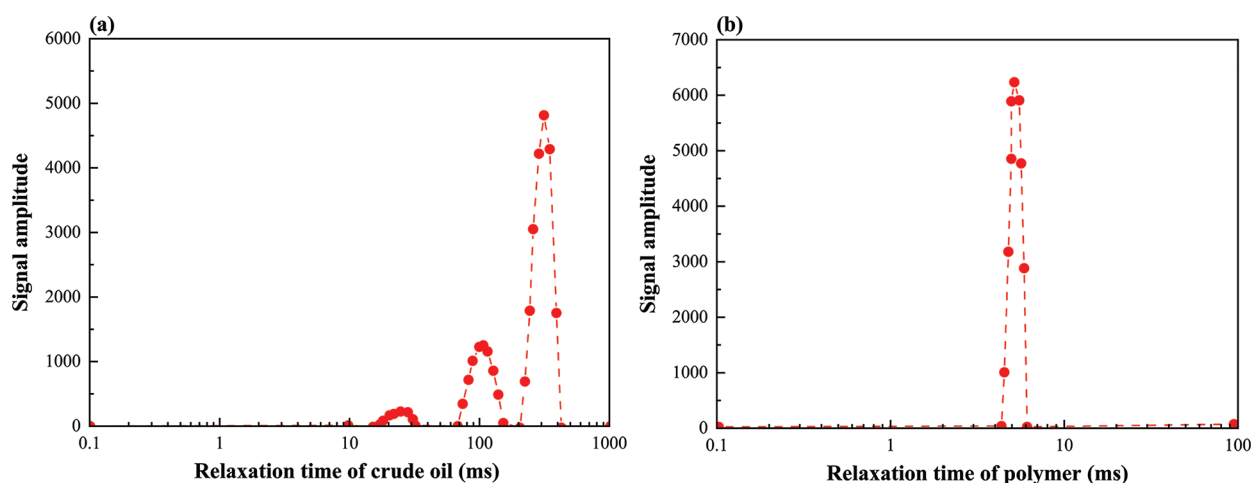 (a)
6000
5000
4000
3000
2000
1000
0
0.1 1 10 100 1000
Signal amplitude
Relaxation time of crude oil (ms)
(b)
7000
6000
5000
4000
3000
2000
1000
0
0.1 1 10 100
Signal amplitude
Relaxation time of polymer (ms)